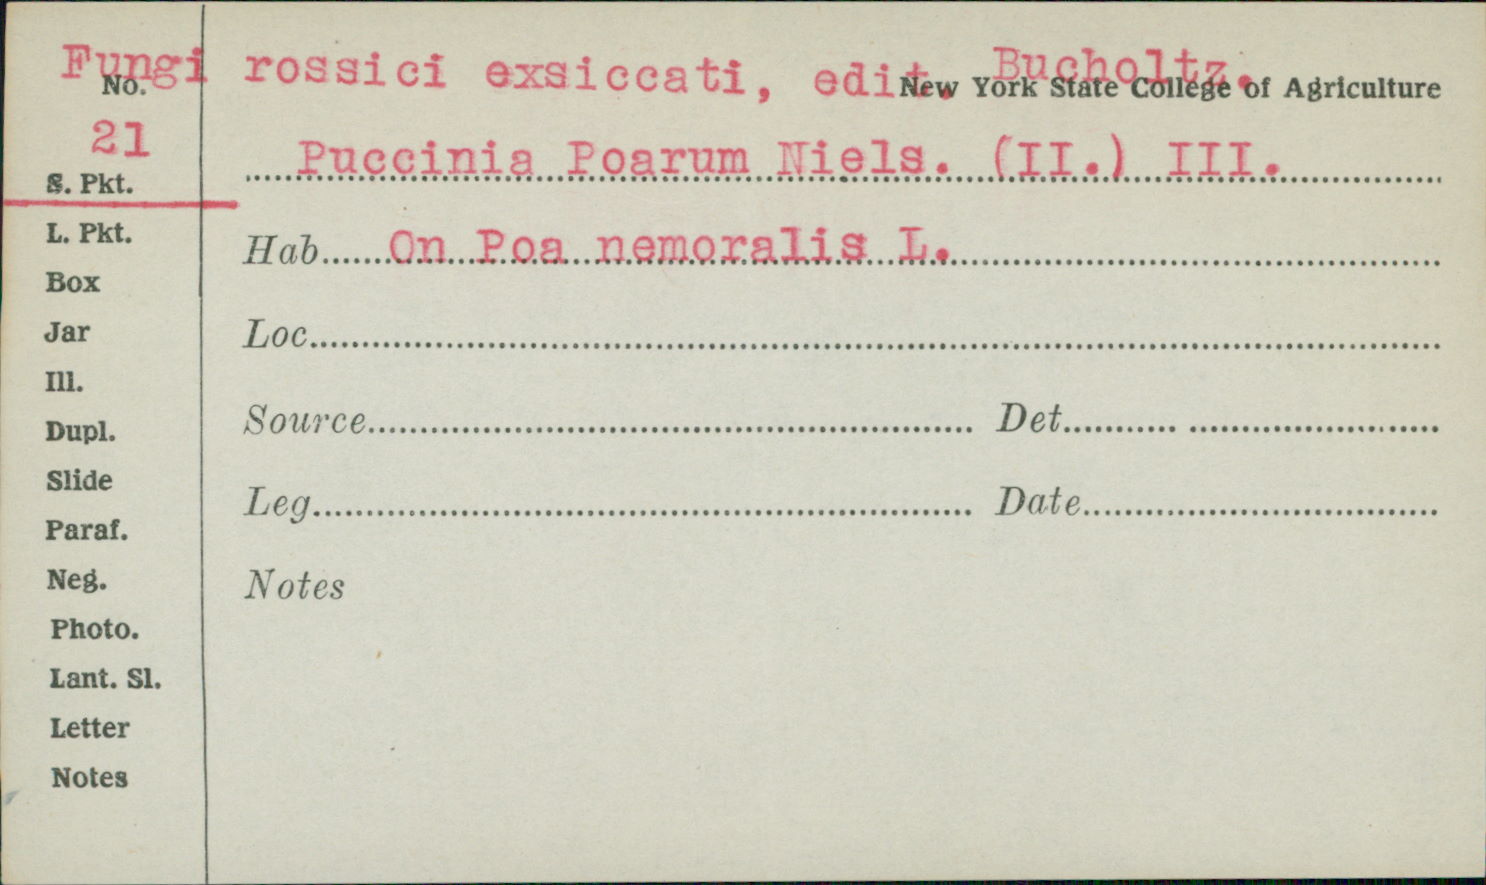 Fungi rossici exsiccati, edit. Bucholtz.
No. New York State College of Agriculture
21
Puccinia Poarum Niels. (II.) III.
S. Pkt.
L. Pkt.
Hab. On Poa nemoralis L.
Box
Jar
Loc.
Ill.
Dupl.
Source Det.
Slide
Leg. Date
Paraf.
Neg.
Notes
Photo.
Lant. Sl.
Letter
Notes